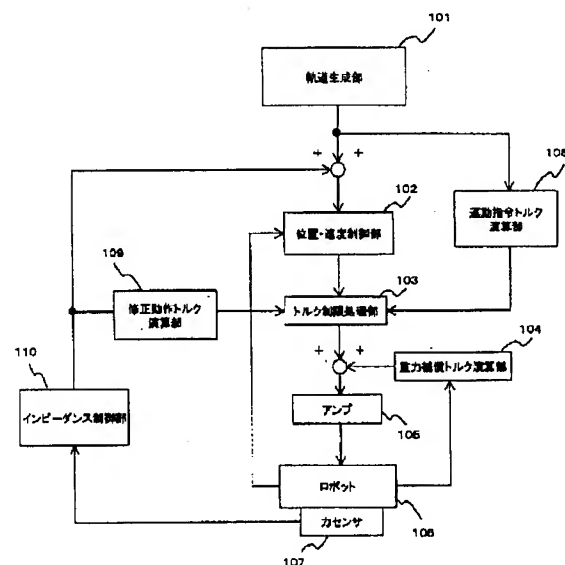 101
軌道生成部
+ +
108
運動指令トルク
演算部
102
位置・速度制御部
109
修正動作トルク
演算部
103
トルク制限処理部
104
重力補償トルク演算部
+ +
110
インピーダンス制御部
アンプ
105
ロボット
106
力センサ
107